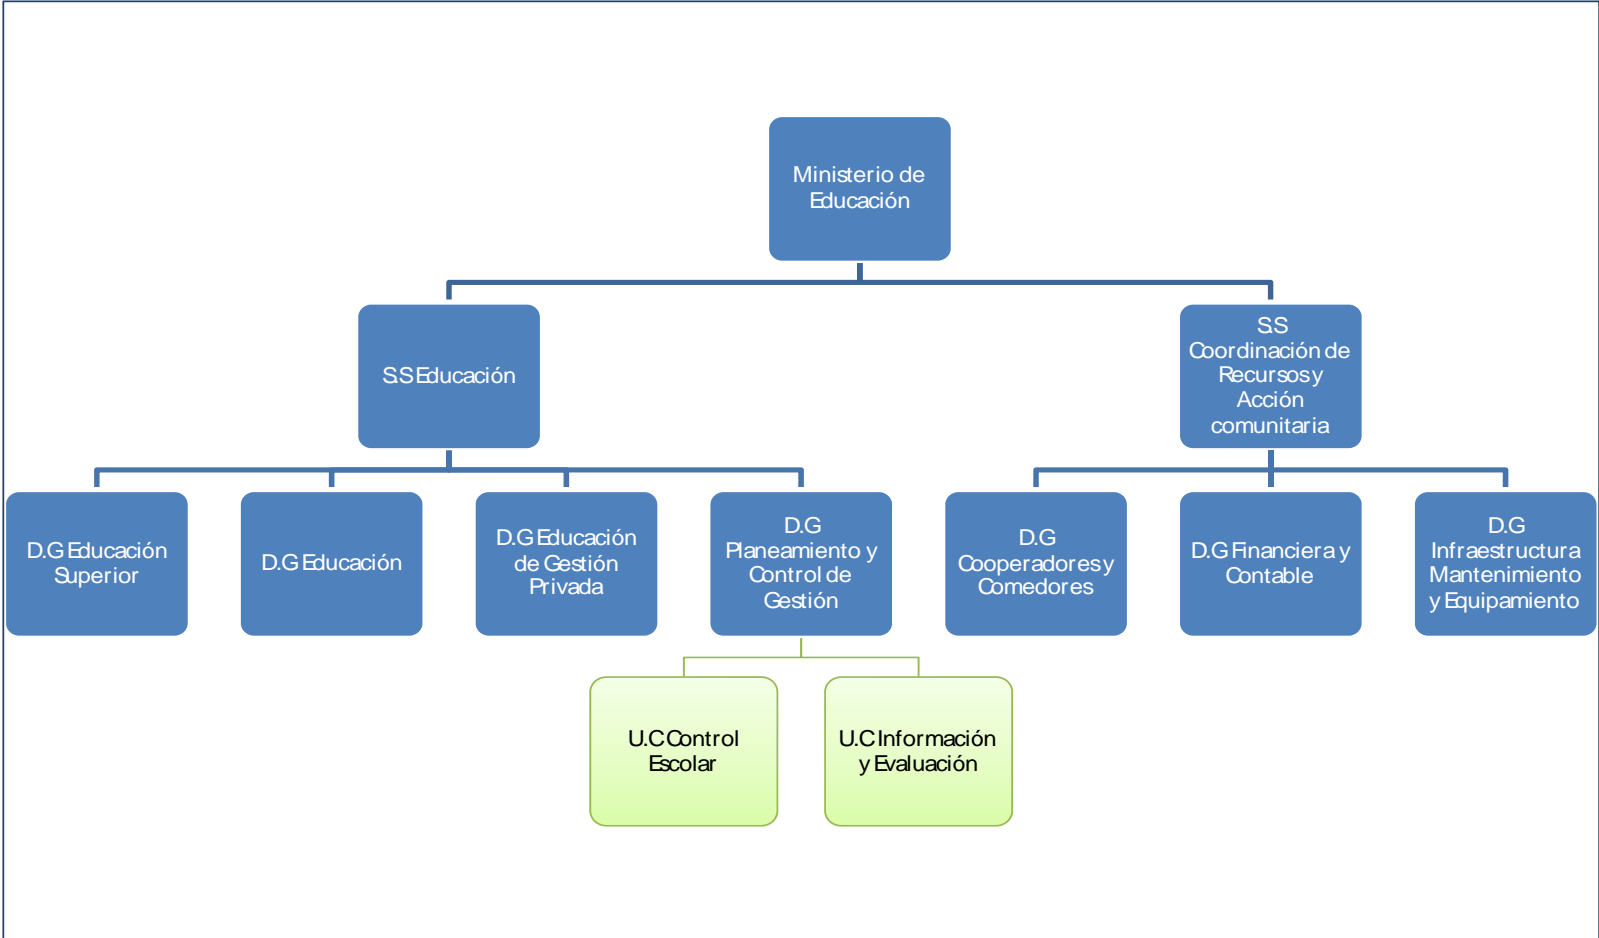 Ministerio de
Educación
S.S Educación
S.S
Coordinación de
Recursos y
Acción
comunitaria
D.G Educación
Superior
D.G Educación
D.G Educación
de Gestión
Privada
D.G
Planeamiento y
Control de
Gestión
D.G
Cooperadores y
Comedores
D.G Financiera y
Contable
D.G
Infraestructura
Mantenimiento
y Equipamiento
U.C Control
Escolar
U.C Información
y Evaluación